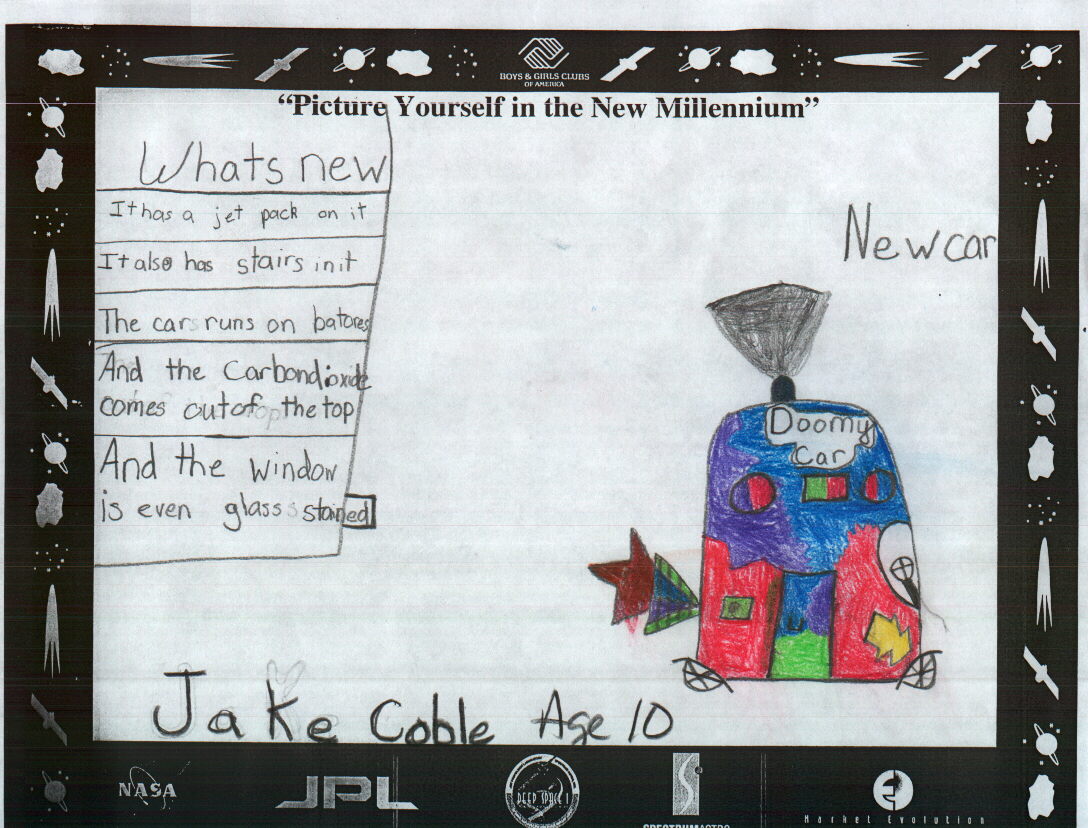 BOYS & GIRLS CLUBS
OF AMERICA
“Picture Yourself in the New Millennium”
Whats new
It has a jet pack on it
It also has stairs in it
The cars runs on batores
And the Carbondioxide
comes out of the top
And the window
is even glass stained
New car
Doomy
Car
Jake Coble Age 10
NASA
JPL
DEEP SPACE 1
SPECTRUMASTRO
Market Evolution